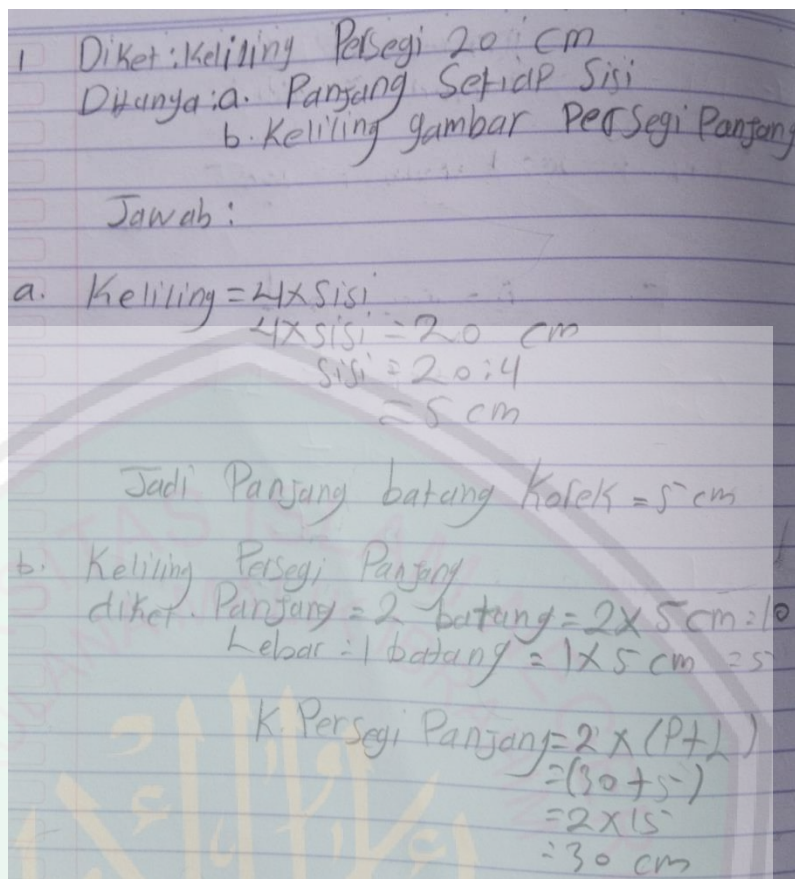 1 Diket : Keliling Persegi 20 cm
Ditanya : a. Panjang Setiap Sisi
b. Keliling gambar Persegi Panjang
Jawab :
a. Keliling = 4 x Sisi
4 x sisi = 20 cm
sisi = 20 : 4
= 5 cm
Jadi Panjang batang Korek = 5 cm
b. Keliling Persegi Panjang
diket. Panjang = 2 batang = 2 x 5 cm = 10
Lebar = 1 batang = 1 x 5 cm = 5
K. Persegi Panjang = 2 x (P + L)
= (30 + 5)
= 2 x 15
= 30 cm